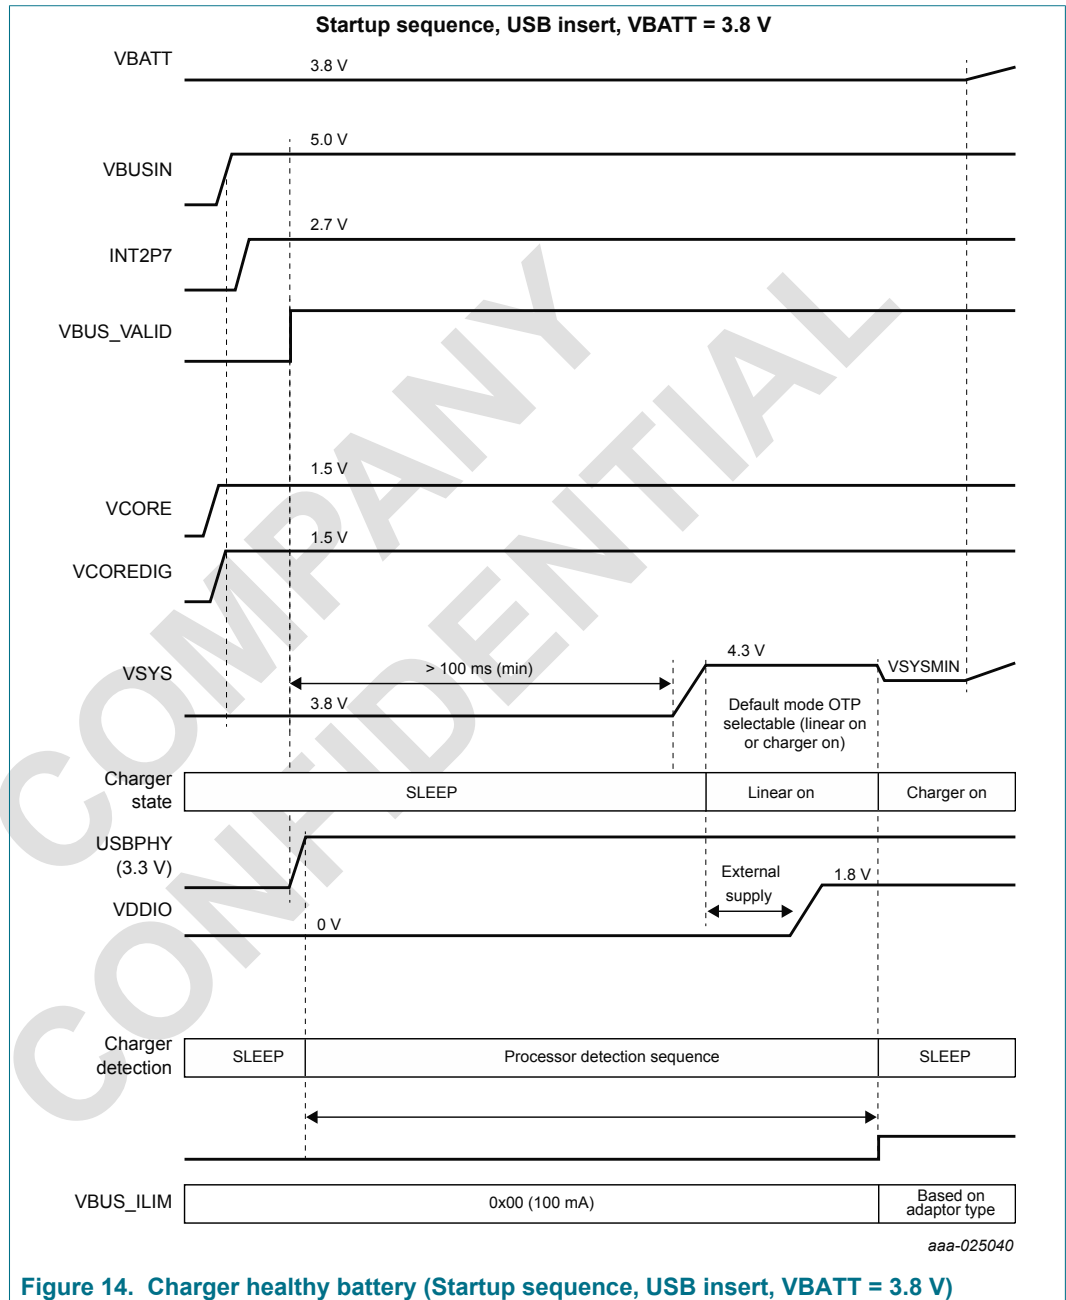 Startup sequence, USB insert, VBATT = 3.8 V
VBATT
3.8 V
5.0 V
VBUSIN
2.7 V
INT2P7
VBUS_VALID
1.5 V
VCORE
1.5 V
VCOREDIG
4.3 V
VSYS
> 100 ms (min)
VSYSMIN
3.8 V
Default mode OTP
selectable (linear on
or charger on)
Charger
state
SLEEP
Linear on
Charger on
USBPHY
(3.3 V)
External
supply
1.8 V
VDDIO
0 V
Charger
detection
SLEEP
Processor detection sequence
SLEEP
VBUS_ILIM
0x00 (100 mA)
Based on
adaptor type
aaa-025040
COMPANY
CONFIDENTIAL
Figure 14. Charger healthy battery (Startup sequence, USB insert, VBATT = 3.8 V)